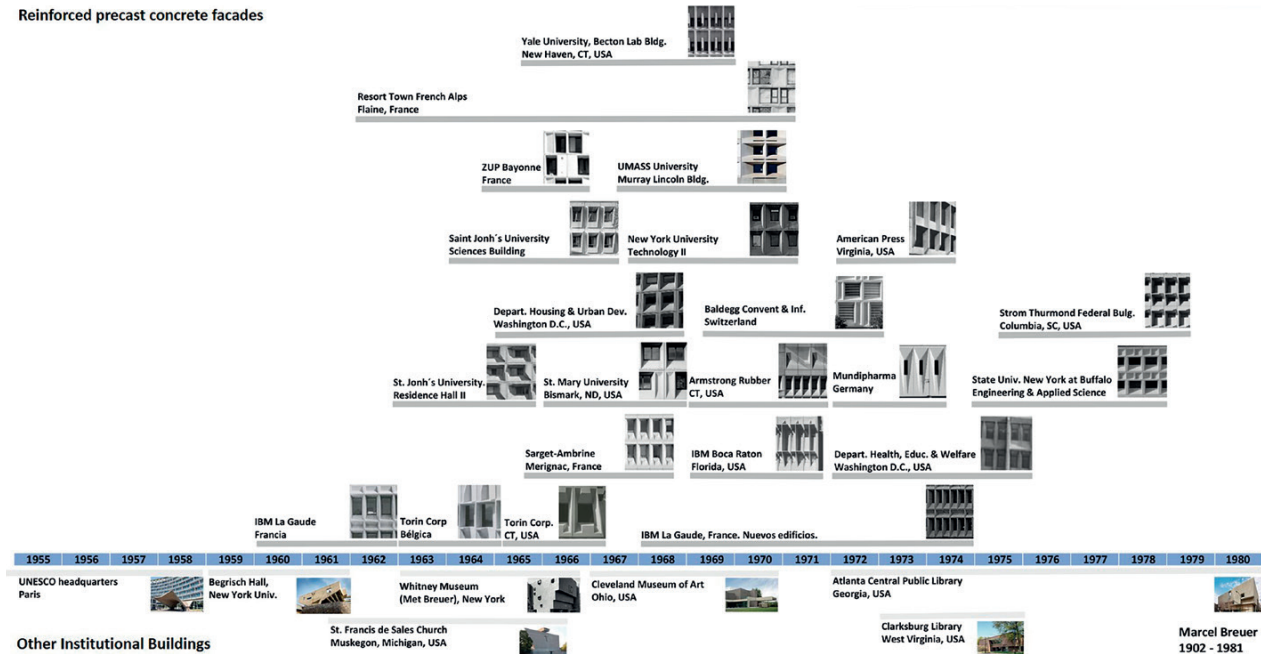 Reinforced precast concrete facades
Yale University, Becton Lab Bldg.
New Haven, CT, USA
Resort Town French Alps
Flaine, France
ZUP Bayonne
France
UMASS University
Murray Lincoln Bldg.
Saint Jonh´s University
Sciences Building
New York University
Technology II
American Press
Virginia, USA
Depart. Housing & Urban Dev.
Washington D.C., USA
Baldegg Convent & Inf.
Switzerland
Strom Thurmond Federal Bulg.
Columbia, SC, USA
St. Jonh´s University.
Residence Hall II
St. Mary University
Bismark, ND, USA
Armstrong Rubber
CT, USA
Mundipharma
Germany
State Univ. New York at Buffalo
Engineering & Applied Science
Sarget-Ambrine
Merignac, France
IBM Boca Raton
Florida, USA
Depart. Health, Educ. & Welfare
Washington D.C., USA
IBM La Gaude
Francia
Torin Corp
Bélgica
Torin Corp.
CT, USA
IBM La Gaude, France. Nuevos edificios.
1955 1956 1957 1958 1959 1960 1961 1962 1963 1964 1965 1966 1967 1968 1969 1970 1971 1972 1973 1974 1975 1976 1977 1978 1979 1980
UNESCO headquarters
Paris
Begrisch Hall,
New York Univ.
Whitney Museum
(Met Breuer), New York
Cleveland Museum of Art
Ohio, USA
Atlanta Central Public Library
Georgia, USA
St. Francis de Sales Church
Muskegon, Michigan, USA
Clarksburg Library
West Virginia, USA
Other Institutional Buildings
Marcel Breuer
1902 - 1981